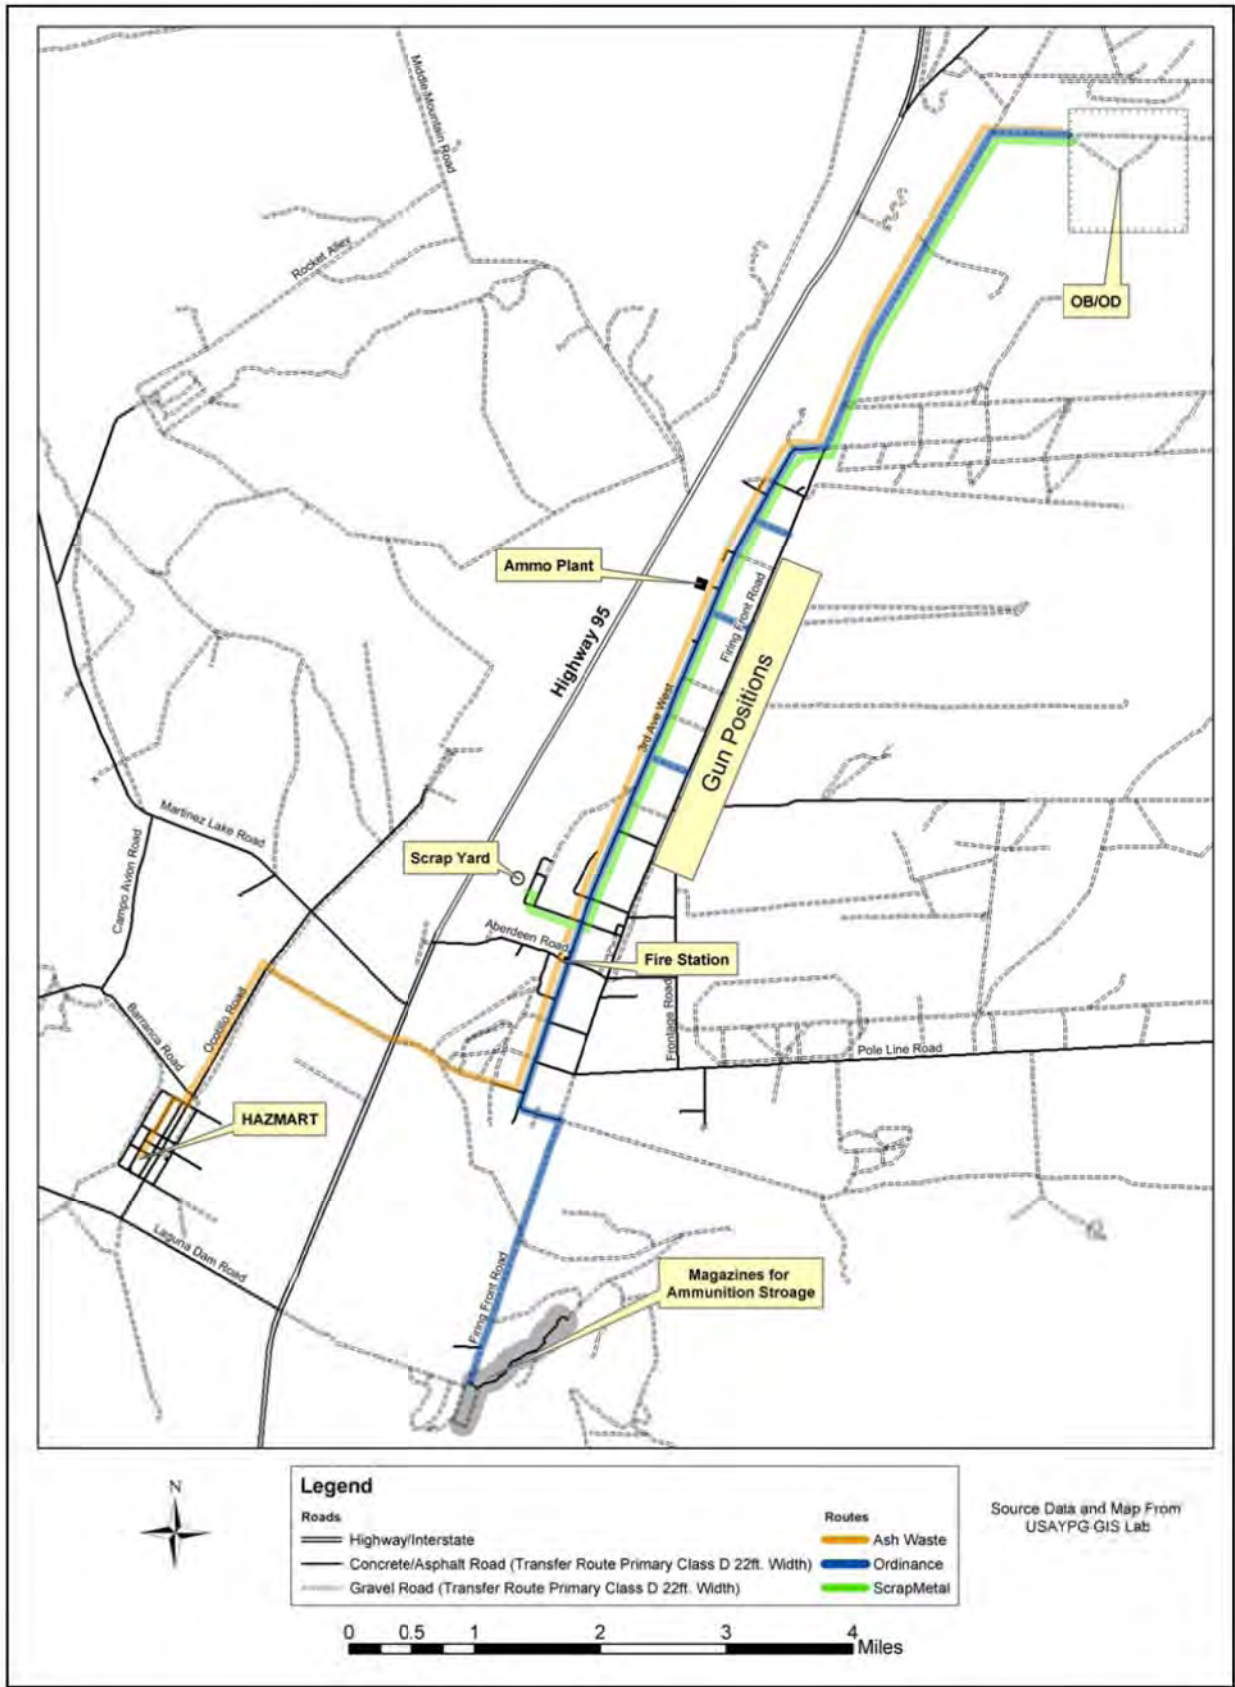 Middle Mountain Road
Rocket Alley
OB/OD
Ammo Plant
Highway 95
Firing Front Road
Gun Positions
3rd Ave West
Martinez Lake Road
Scrap Yard
Campo Avion Road
Aberdeen Road
Fire Station
Ocotillo Road
Barranca Road
Frontage Road
Pole Line Road
HAZMART
Laguna Dam Road
Firing Front Road
Magazines for
Ammunition Stroage
N
Legend
Roads
Highway/Interstate
Concrete/Asphalt Road (Transfer Route Primary Class D 22ft. Width)
Gravel Road (Transfer Route Primary Class D 22ft. Width)
Routes
Ash Waste
Ordinance
ScrapMetal
Source Data and Map From
USAYPG GIS Lab
0 0.5 1 2 3 4
Miles